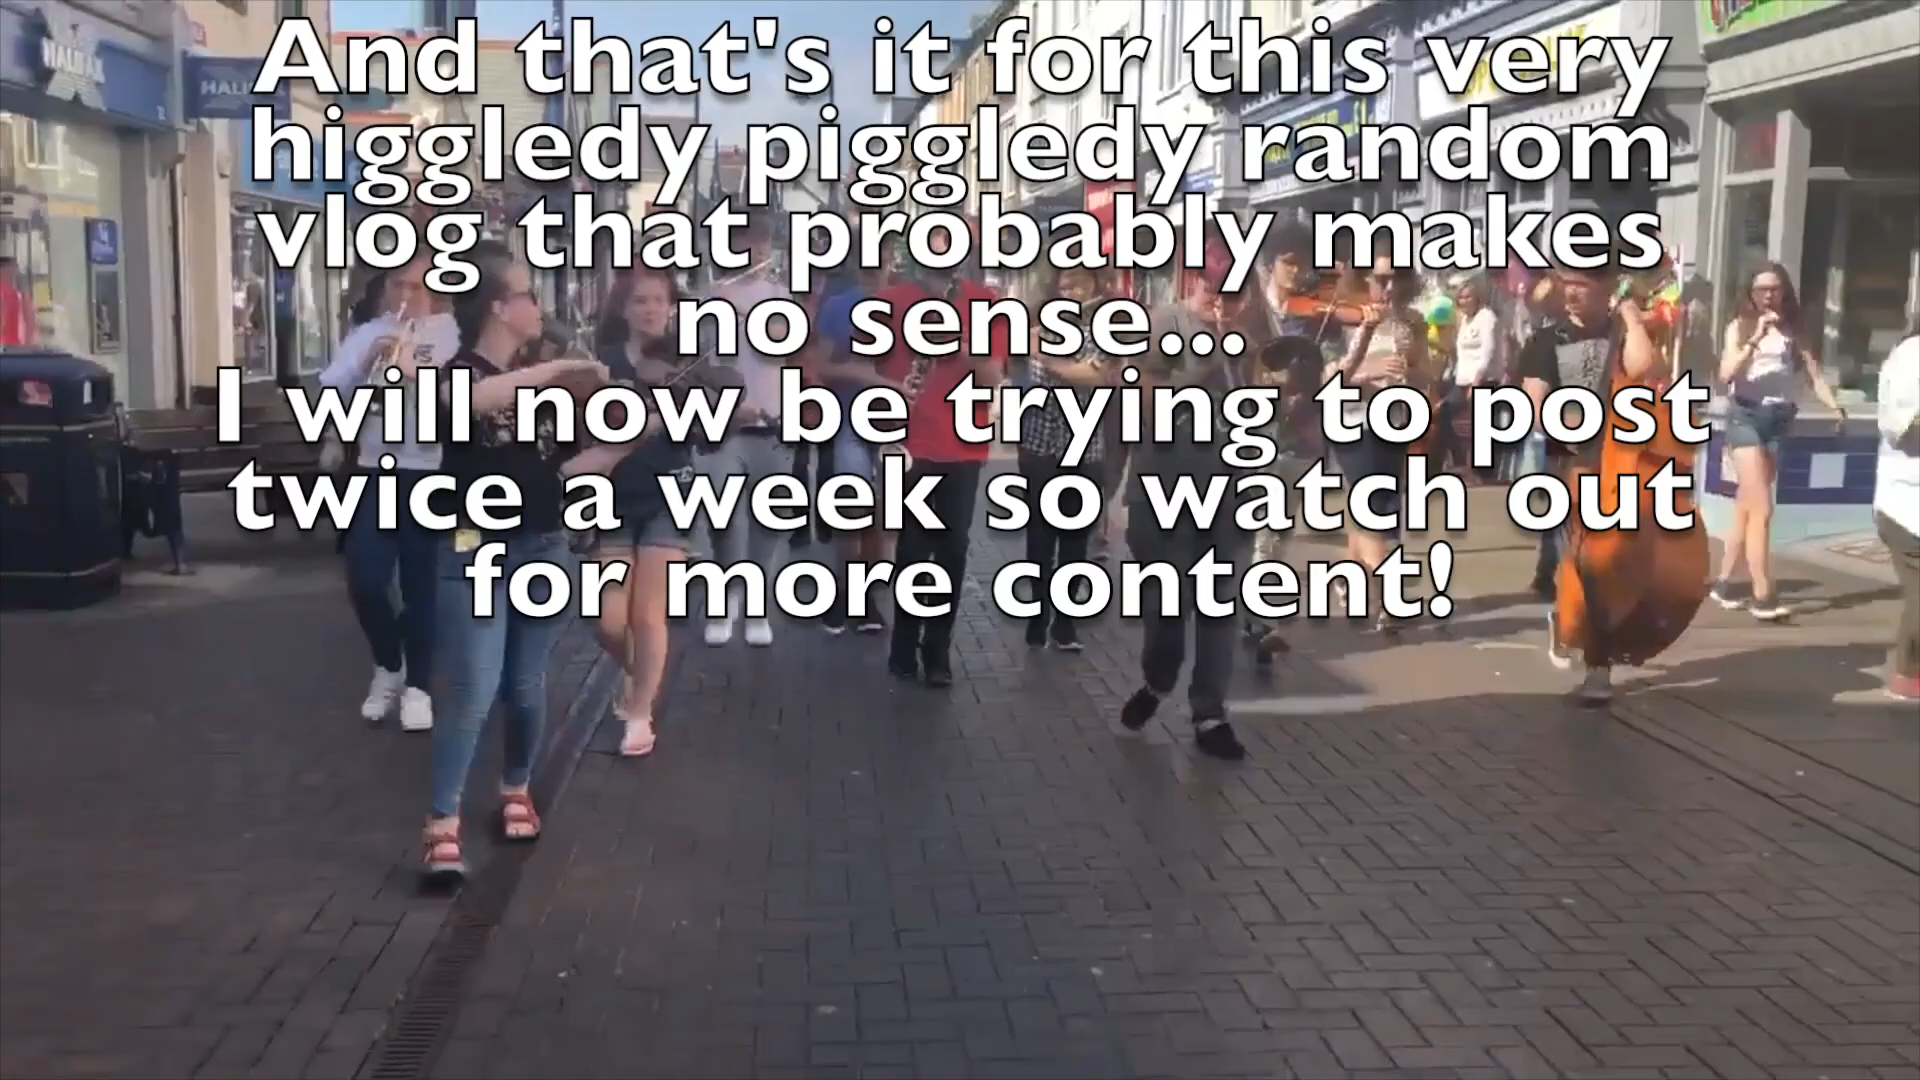 And that's it for this very
higgledy piggledy random
vlog that probably makes
no sense...
I will now be trying to post
twice a week so watch out
for more content!
HALIFAX